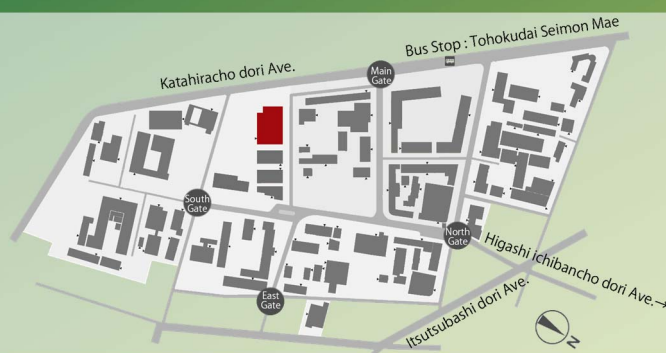 Bus Stop : Tohokudai Seimon Mae
Katahiracho dori Ave.
Main
Gate
South
Gate
North
Gate
Higashi ichibancho dori Ave.→
East
Gate
Itsutsubashi dori Ave.
N